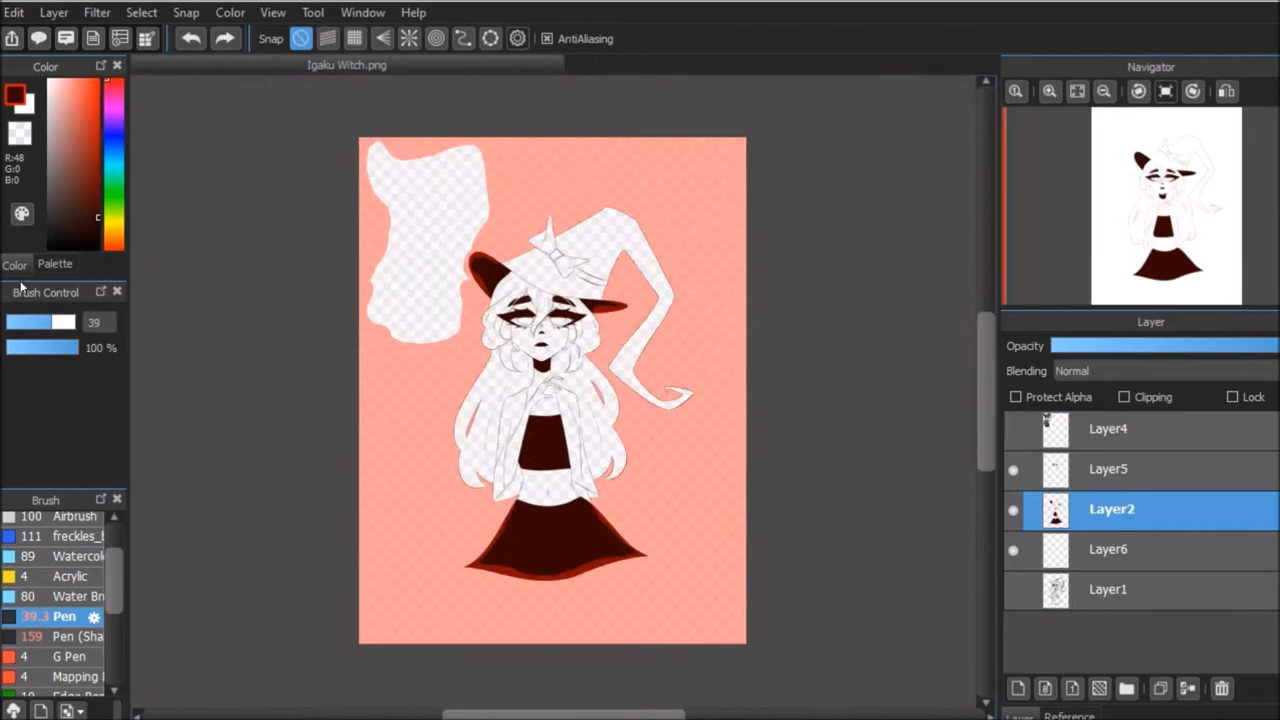 Edit Layer Filter Select Snap Color View Tool Window Help
Snap AntiAliasing
Color
Igaku Witch.png
Navigator
R:48
G:0
B:0
Color Palette
Brush Control
39
100 %
Layer
Opacity
Blending Normal
Protect Alpha Clipping Lock
Layer4
Layer5
Layer2
Layer6
Layer1
Brush
100 Airbrush
111 freckles_b
89 Watercol
4 Acrylic
80 Water Br
39.3 Pen
159 Pen (Sha
4 G Pen
4 Mapping
Layer Reference